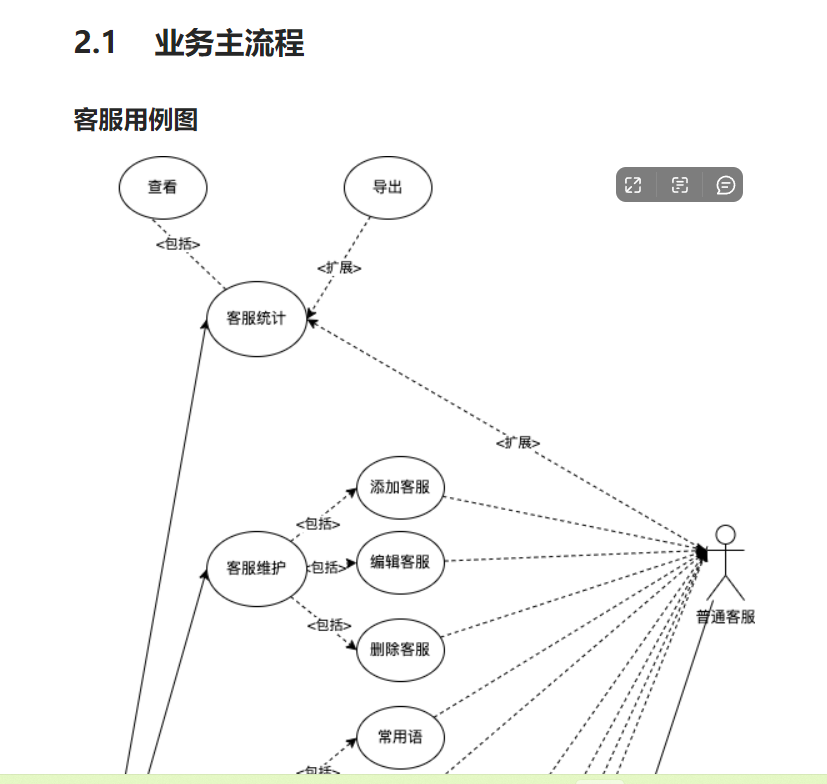 2.1 业务主流程
客服用例图
查看
导出
<包括>
<扩展>
客服统计
<扩展>
添加客服
<包括>
客服维护
<包括>
编辑客服
普通客服
<包括>
删除客服
常用语
<包括>